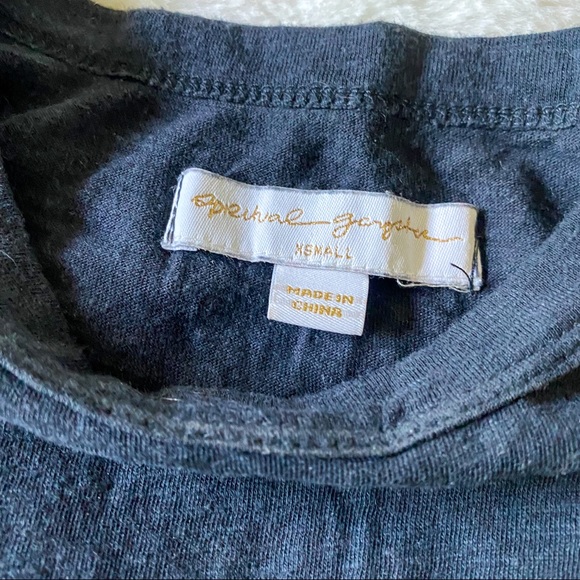 spiritual gangster
XSMALL
MADE IN
CHINA